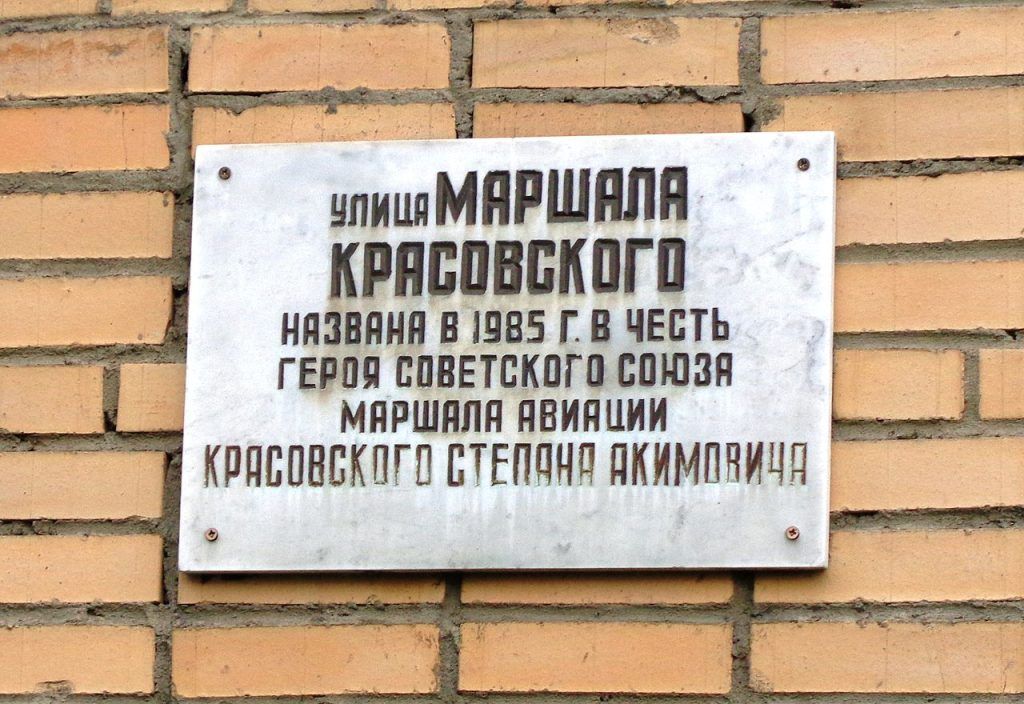 улица МАРШАЛА
КРАСОВСКОГО
НАЗВАНА В 1985 Г. В ЧЕСТЬ
ГЕРОЯ СОВЕТСКОГО СОЮЗА
МАРШАЛА АВИАЦИИ
КРАСОВСКОГО СТЕПАНА АКИМОВИЧА